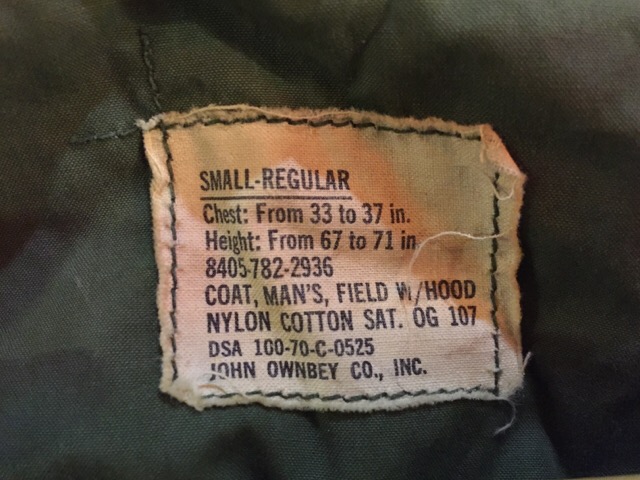 SMALL-REGULAR
Chest: From 33 to 37 in.
Height: From 67 to 71 in
8405-782-2936
COAT, MAN'S, FIELD W/HOOD
NYLON COTTON SAT. OG 107
DSA 100-70-C-0525
JOHN OWNBEY CO., INC.